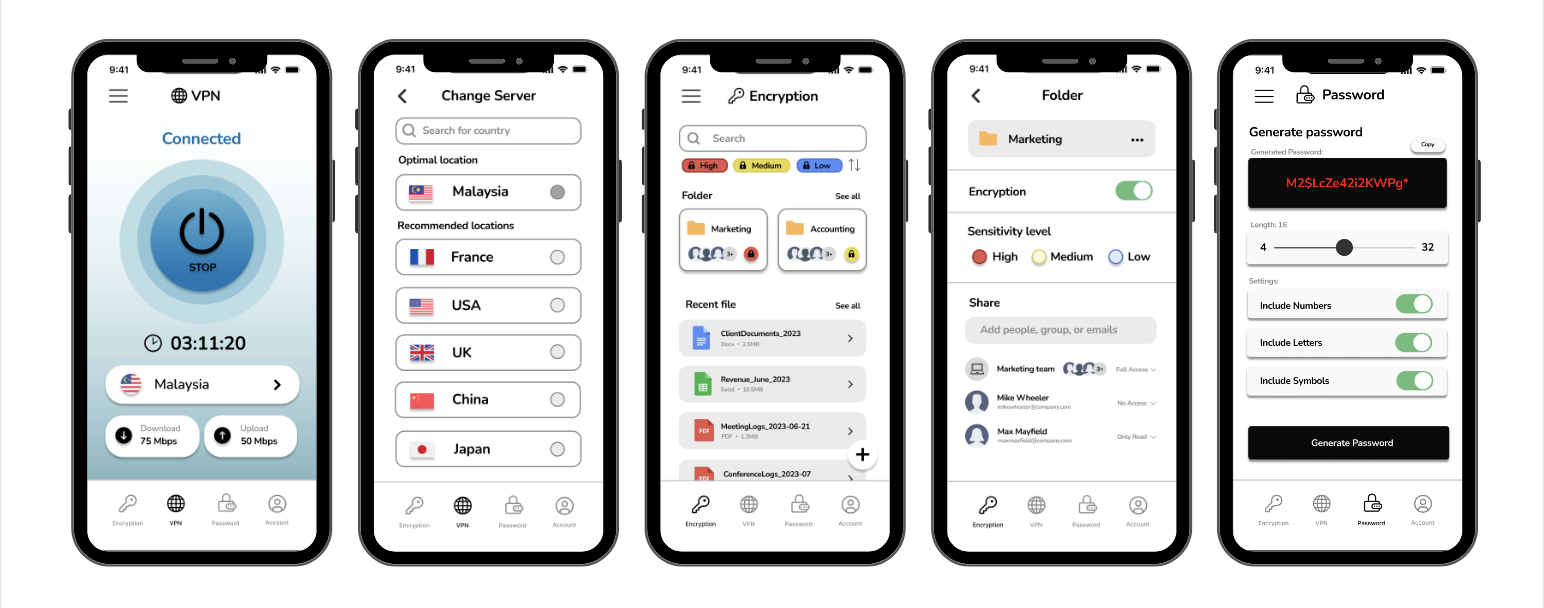 9:41
VPN
Connected
STOP
03:11:20
Malaysia
Download
75 Mbps
Upload
50 Mbps
Encryption
VPN
Password
Account
9:41
Change Server
Search for country
Optimal location
Malaysia
Recommended locations
France
USA
UK
China
Japan
Encryption
VPN
Password
Account
9:41
Encryption
Search
High
Medium
Low
Folder
See all
Marketing
3+
Accounting
3+
Recent file
See all
ClientDocuments_2023
Docx • 2.5MB
Revenue_June_2023
Excel • 10.5MB
PDF
MeetingLogs_2023-06-21
PDF • 1.2MB
PDF
ConferenceLogs_2023-07
Encryption
VPN
Password
Account
9:41
Folder
Marketing
Encryption
Sensitivity level
High
Medium
Low
Share
Add people, group, or emails
Marketing team
3+
Full Access
Mike Wheeler
mikewheeler@company.com
No Access
Max Mayfield
maxmayfield@company.com
Only Read
Encryption
VPN
Password
Account
9:41
Password
Generate password
Generated Password:
Copy
M2$LcZe42i2KWPg*
Length: 16
4
32
Settings:
Include Numbers
Include Letters
Include Symbols
Generate Password
Encryption
VPN
Password
Account